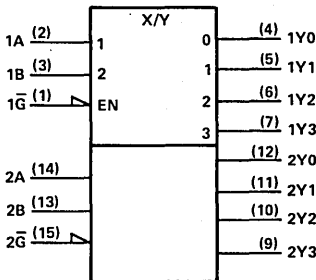 X/Y
1A (2) 1 0 (4) 1Y0
1B (3) 2 1 (5) 1Y1
1G̅ (1) EN 2 (6) 1Y2
3 (7) 1Y3
2A (14) (12) 2Y0
2B (13) (11) 2Y1
2G̅ (15) (10) 2Y2
(9) 2Y3